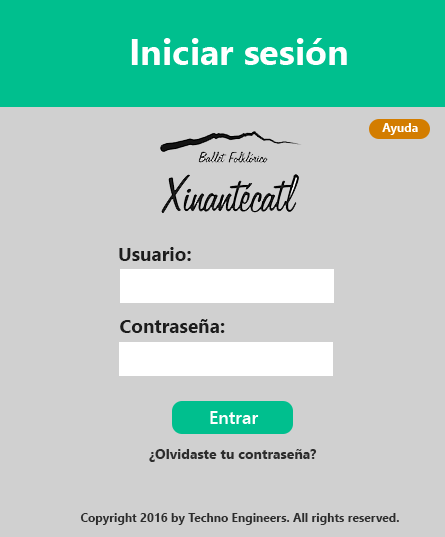 Iniciar sesión
Ayuda
Ballet Folklórico
Xinantécatl
Usuario:
Contraseña:
Entrar
¿Olvidaste tu contraseña?
Copyright 2016 by Techno Engineers. All rights reserved.